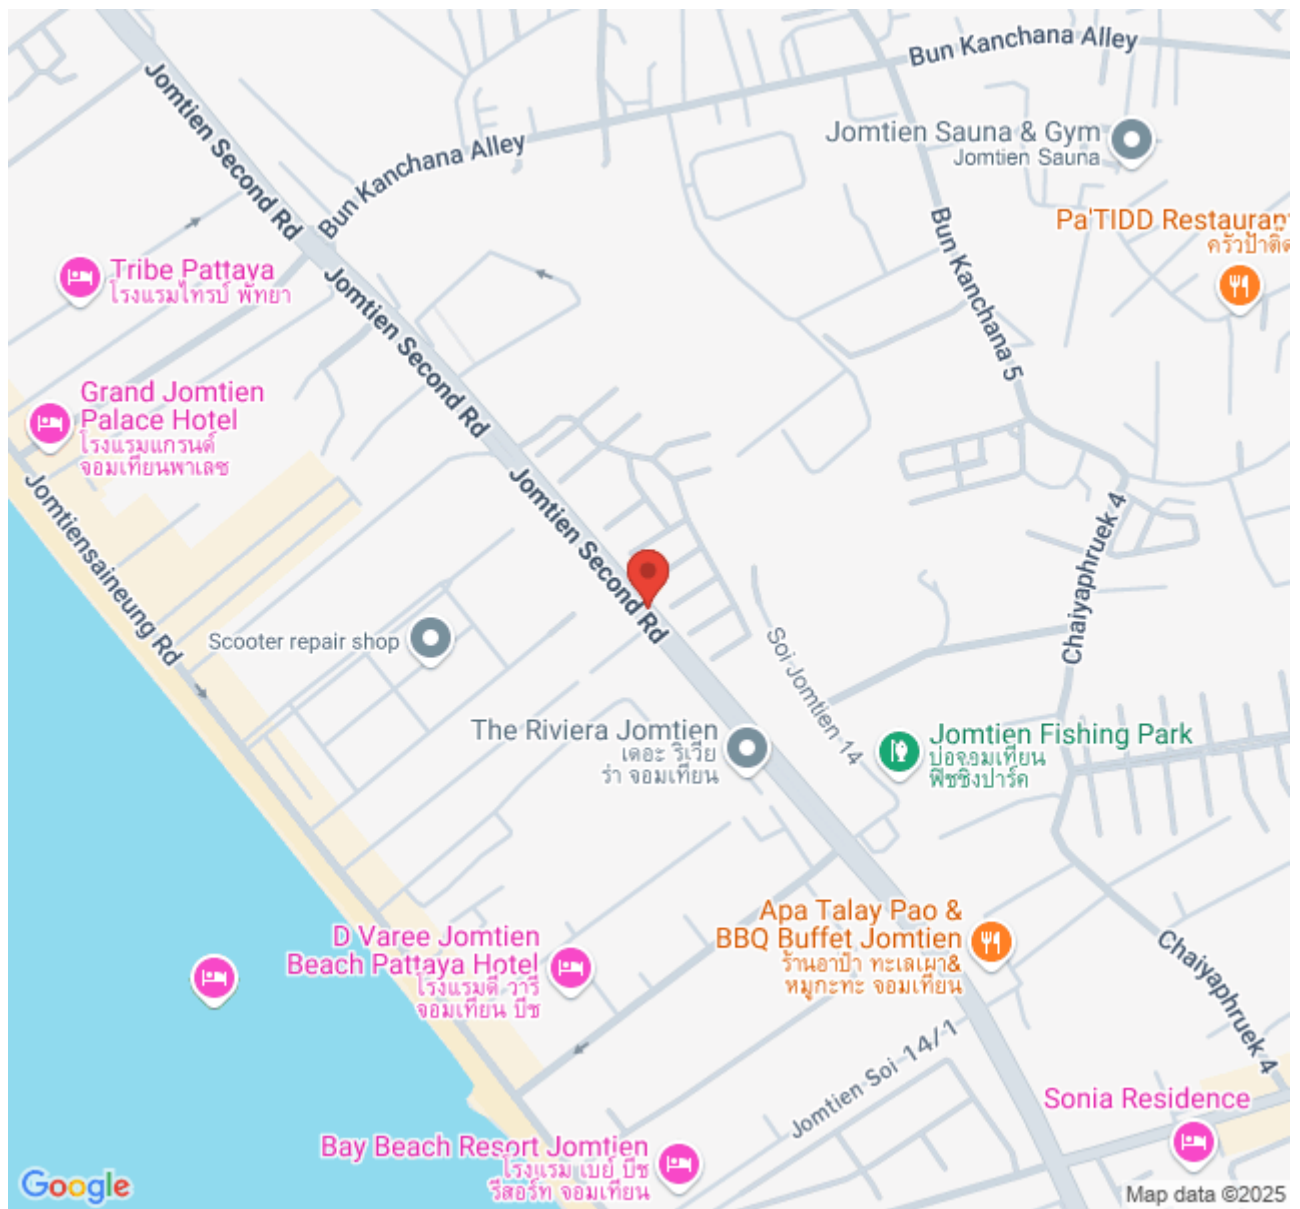 Bun Kanchana Alley
Jomtien Second Rd
Jomtien Sauna & Gym
Jomtien Sauna
Bun Kanchana Alley
Pa'TIDD Restaurant
ครัวป้าติ๊ด
Bun Kanchana 5
Tribe Pattaya
โรงแรมไทรบ์ พัทยา
Jomtien Second Rd
Grand Jomtien
Palace Hotel
โรงแรมแกรนด์
จอมเทียนพาเลซ
Jomtiensaineung Rd
Jomtien Second Rd
Chaiyaphruek 4
Scooter repair shop
Soi Jomtien 14
The Riviera Jomtien
เดอะ ริเวีย
ร่า จอมเทียน
Jomtien Fishing Park
บ่อจอมเทียน
ฟิชชิ่งปาร์ค
Apa Talay Pao &
BBQ Buffet Jomtien
ร้านอาป๋า ทะเลเผา&
หมูกะทะ จอมเทียน
D Varee Jomtien
Beach Pattaya Hotel
โรงแรมดี วารี
จอมเทียน บีช
Chaiyaphruek 4
Jomtien Soi 14/1
Sonia Residence
Bay Beach Resort Jomtien
โรงแรม เบย์ บีช
รีสอร์ท จอมเทียน
Google
Map data ©2025